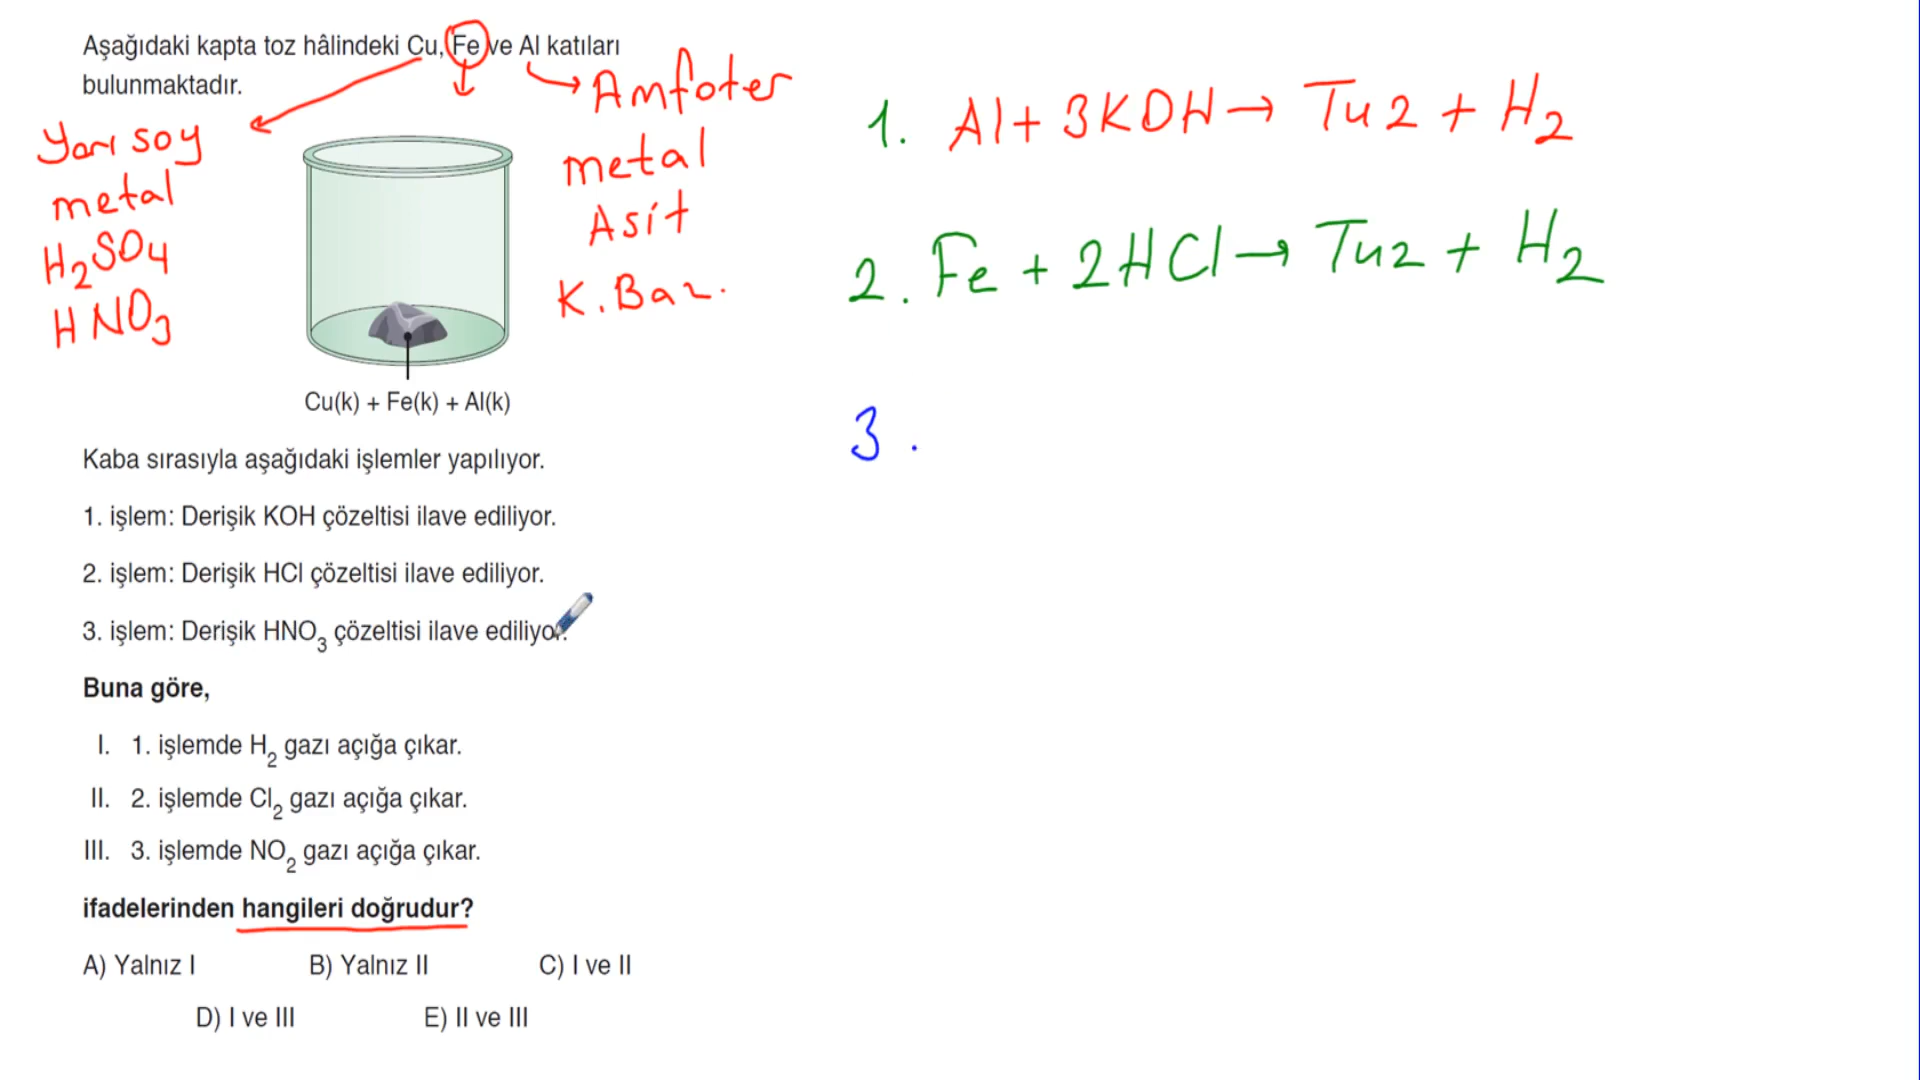 Aşağıdaki kapta toz hâlindeki Cu, Fe ve Al katıları
bulunmaktadır.
Yarı soy
metal
H2SO4
HNO3
Amfoter
metal
Asit
K. Baz.
Cu(k) + Fe(k) + Al(k)
Kaba sırasıyla aşağıdaki işlemler yapılıyor.
1. işlem: Derişik KOH çözeltisi ilave ediliyor.
2. işlem: Derişik HCl çözeltisi ilave ediliyor.
3. işlem: Derişik HNO3 çözeltisi ilave ediliyor.
Buna göre,
I. 1. işlemde H2 gazı açığa çıkar.
II. 2. işlemde Cl2 gazı açığa çıkar.
III. 3. işlemde NO2 gazı açığa çıkar.
ifadelerinden hangileri doğrudur?
A) Yalnız I B) Yalnız II C) I ve II
D) I ve III E) II ve III
1. Al + 3KOH → Tuz + H2
2. Fe + 2HCl → Tuz + H2
3.